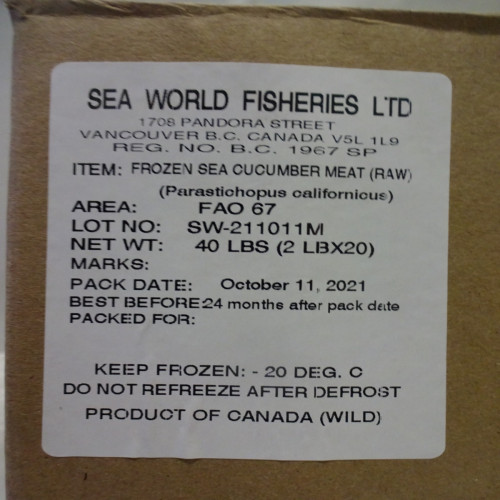 SEA WORLD FISHERIES LTD
1708 PANDORA STREET
VANCOUVER B.C. CANADA V5L 1L9
REG. NO. B.C. 1967 SP
ITEM: FROZEN SEA CUCUMBER MEAT (RAW)
(Parastichopus californicus)
AREA: FAO 67
LOT NO: SW-211011M
NET WT: 40 LBS (2 LBX20)
MARKS:
PACK DATE: October 11, 2021
BEST BEFORE:24 months after pack date
PACKED FOR:
KEEP FROZEN: - 20 DEG. C
DO NOT REFREEZE AFTER DEFROST
PRODUCT OF CANADA (WILD)